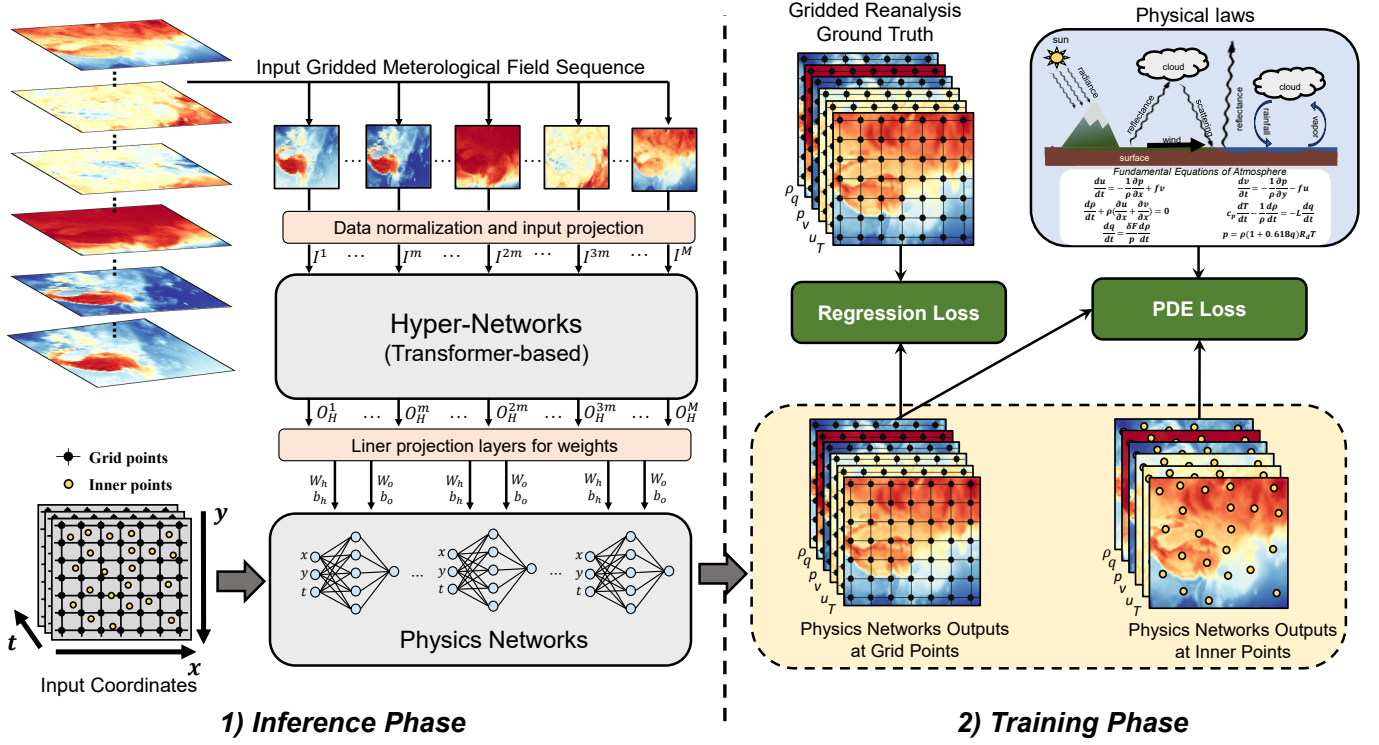 Input Gridded Meterological Field Sequence
... ... ... ...
Data normalization and input projection
I^1 ... I^m ... I^{2m} ... I^{3m} ... I^M
Hyper-Networks
(Transformer-based)
O_H^1 ... O_H^m ... O_H^{2m} ... O_H^{3m} ... O_H^M
Liner projection layers for weights
W_h W_o W_h W_o W_h W_o
b_h b_o b_h b_o b_h b_o
Grid points
Inner points
y
t
x
Input Coordinates
x x x
y ... y ... y
t t t
Physics Networks
1) Inference Phase
Gridded Reanalysis
Ground Truth
ρ
q
p
v
u
T
Physical laws
sun
radiance
cloud
reflectance
scattering
reflectance
cloud
rainfall
vapor
wind
surface
Fundamental Equations of Atmosphere
du/dt = −1/ρ ∂p/∂x + fv
dv/∂t = −1/ρ ∂p/∂y − fu
dρ/dt + ρ(∂u/∂x + ∂v/∂x) = 0
c_p dT/dt − 1/ρ dρ/dt = −L dq/dt
dq/dt = δF/p dρ/dt
p = ρ(1 + 0.618q)R_dT
Regression Loss
PDE Loss
ρ
q
p
v
u
T
Physics Networks Outputs
at Grid Points
ρ
q
p
v
u
T
Physics Networks Outputs
at Inner Points
2) Training Phase